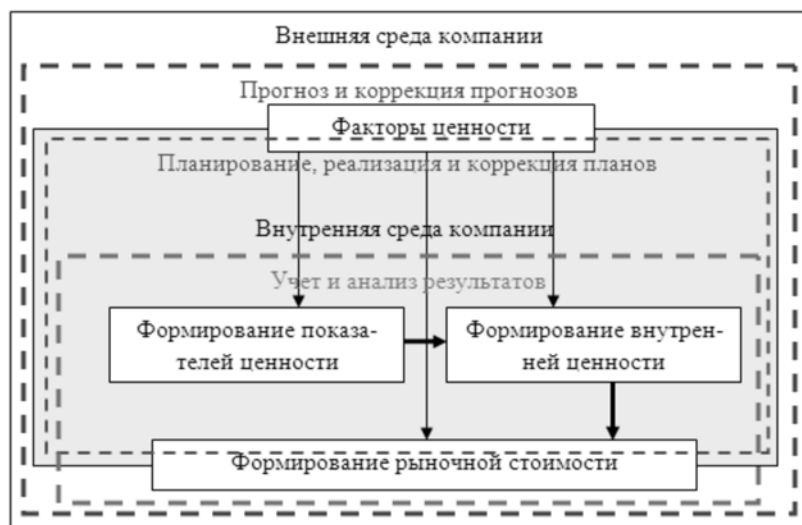 Внешняя среда компании
Прогноз и коррекция прогнозов
Факторы ценности
Планирование, реализация и коррекция планов
Внутренняя среда компании
Учет и анализ результатов
Формирование показа-
телей ценности
Формирование внутрен-
ней ценности
Формирование рыночной стоимости